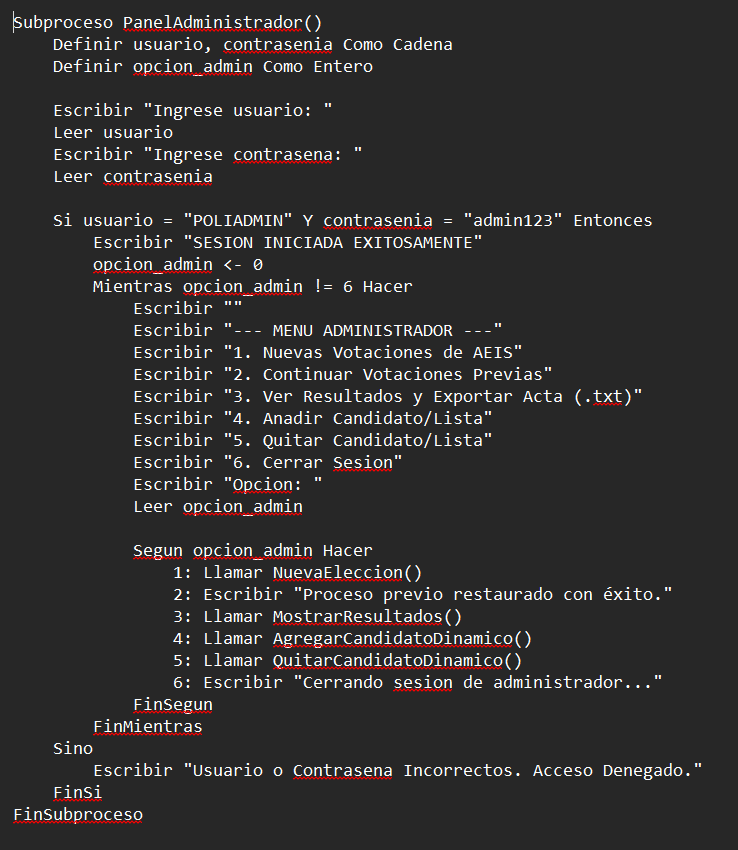 Subproceso PanelAdministrador()
    Definir usuario, contrasenia Como Cadena
    Definir opcion_admin Como Entero

    Escribir "Ingrese usuario: "
    Leer usuario
    Escribir "Ingrese contrasena: "
    Leer contrasenia

    Si usuario = "POLIADMIN" Y contrasenia = "admin123" Entonces
        Escribir "SESION INICIADA EXITOSAMENTE"
        opcion_admin <- 0
        Mientras opcion_admin != 6 Hacer
            Escribir ""
            Escribir "--- MENU ADMINISTRADOR ---"
            Escribir "1. Nuevas Votaciones de AEIS"
            Escribir "2. Continuar Votaciones Previas"
            Escribir "3. Ver Resultados y Exportar Acta (.txt)"
            Escribir "4. Anadir Candidato/Lista"
            Escribir "5. Quitar Candidato/Lista"
            Escribir "6. Cerrar Sesion"
            Escribir "Opcion: "
            Leer opcion_admin

            Segun opcion_admin Hacer
                1: Llamar NuevaEleccion()
                2: Escribir "Proceso previo restaurado con éxito."
                3: Llamar MostrarResultados()
                4: Llamar AgregarCandidatoDinamico()
                5: Llamar QuitarCandidatoDinamico()
                6: Escribir "Cerrando sesion de administrador..."
            FinSegun
        FinMientras
    Sino
        Escribir "Usuario o Contrasena Incorrectos. Acceso Denegado."
    FinSi
FinSubproceso